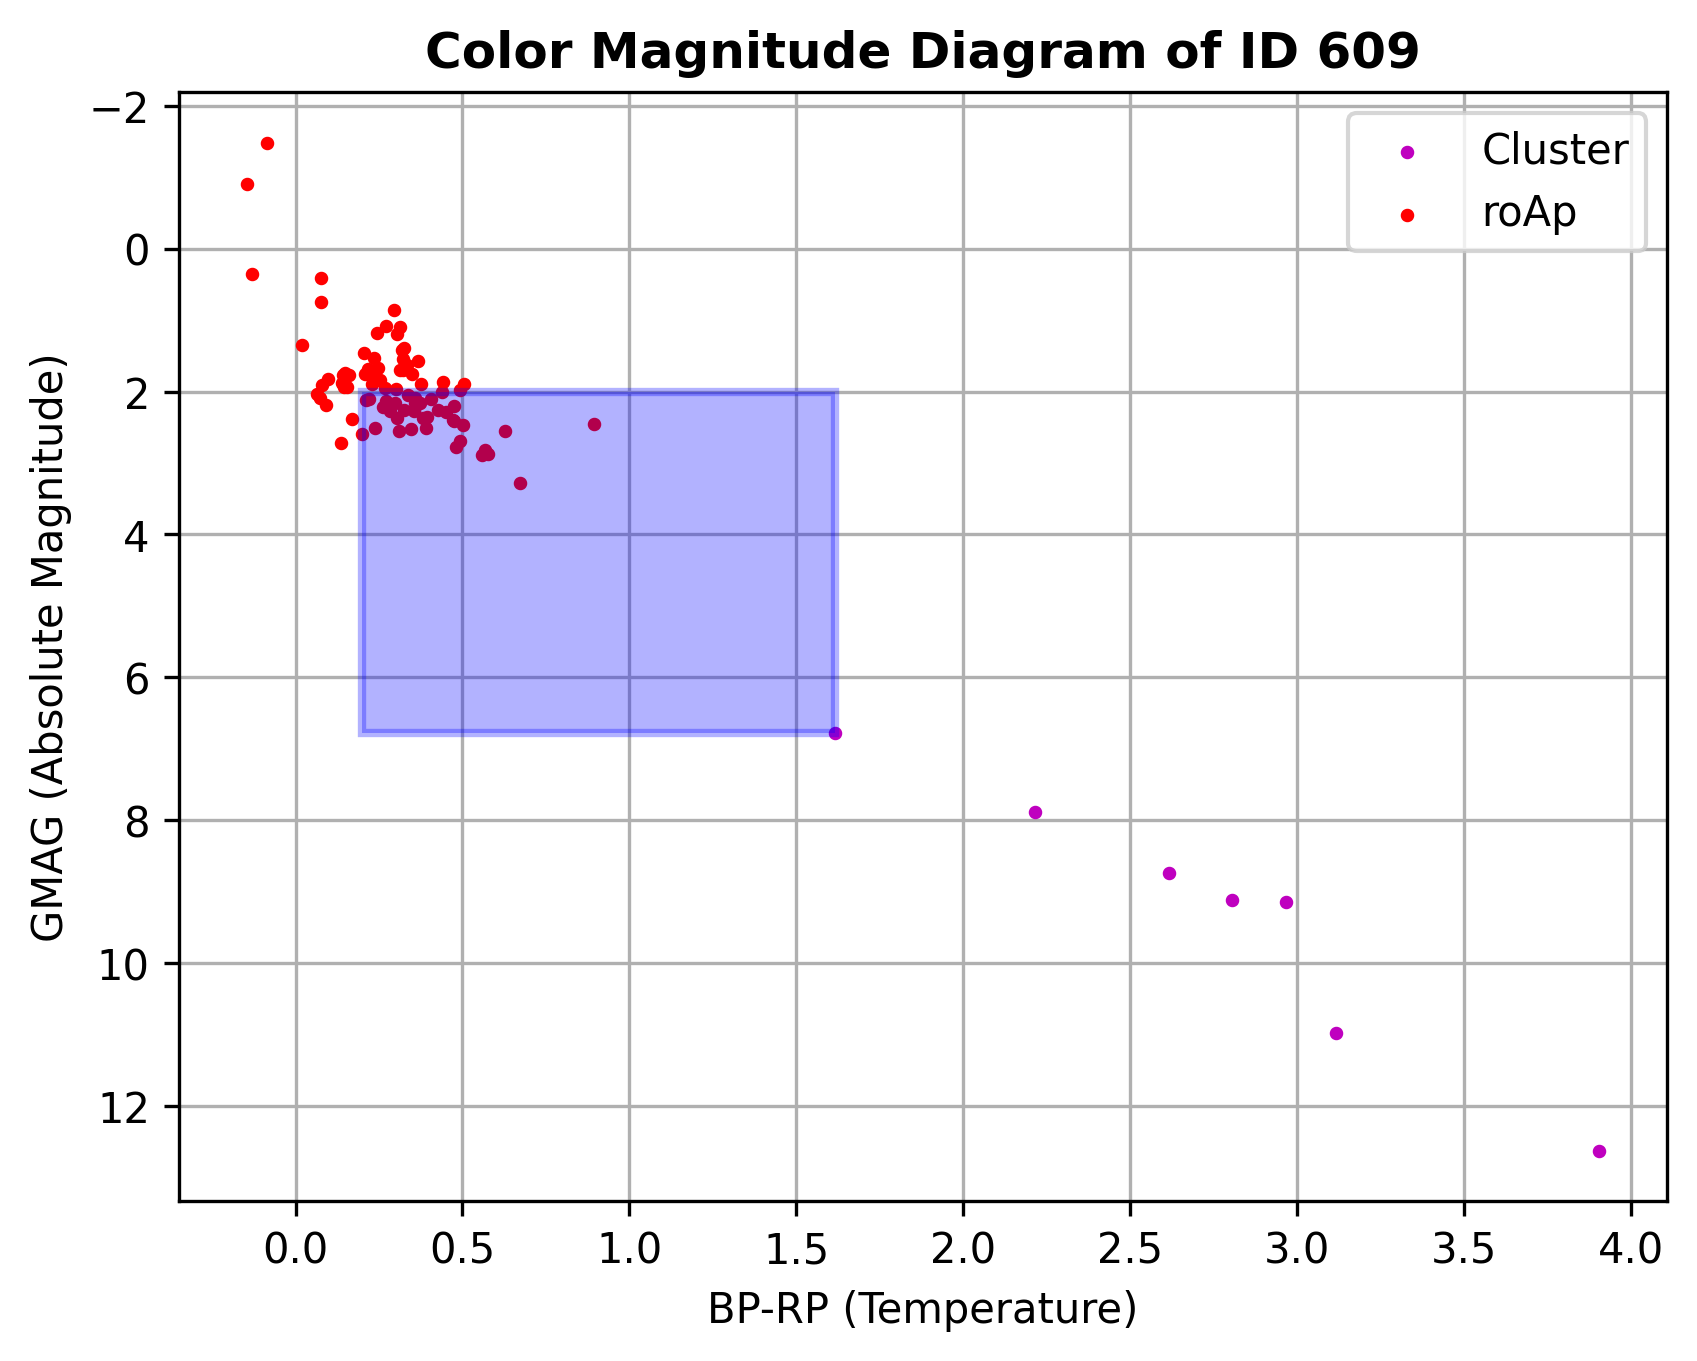 Color Magnitude Diagram of ID 609
Cluster
roAp
GMAG (Absolute Magnitude)
−2
0
2
4
6
8
10
12
0.0 0.5 1.0 1.5 2.0 2.5 3.0 3.5 4.0
BP-RP (Temperature)